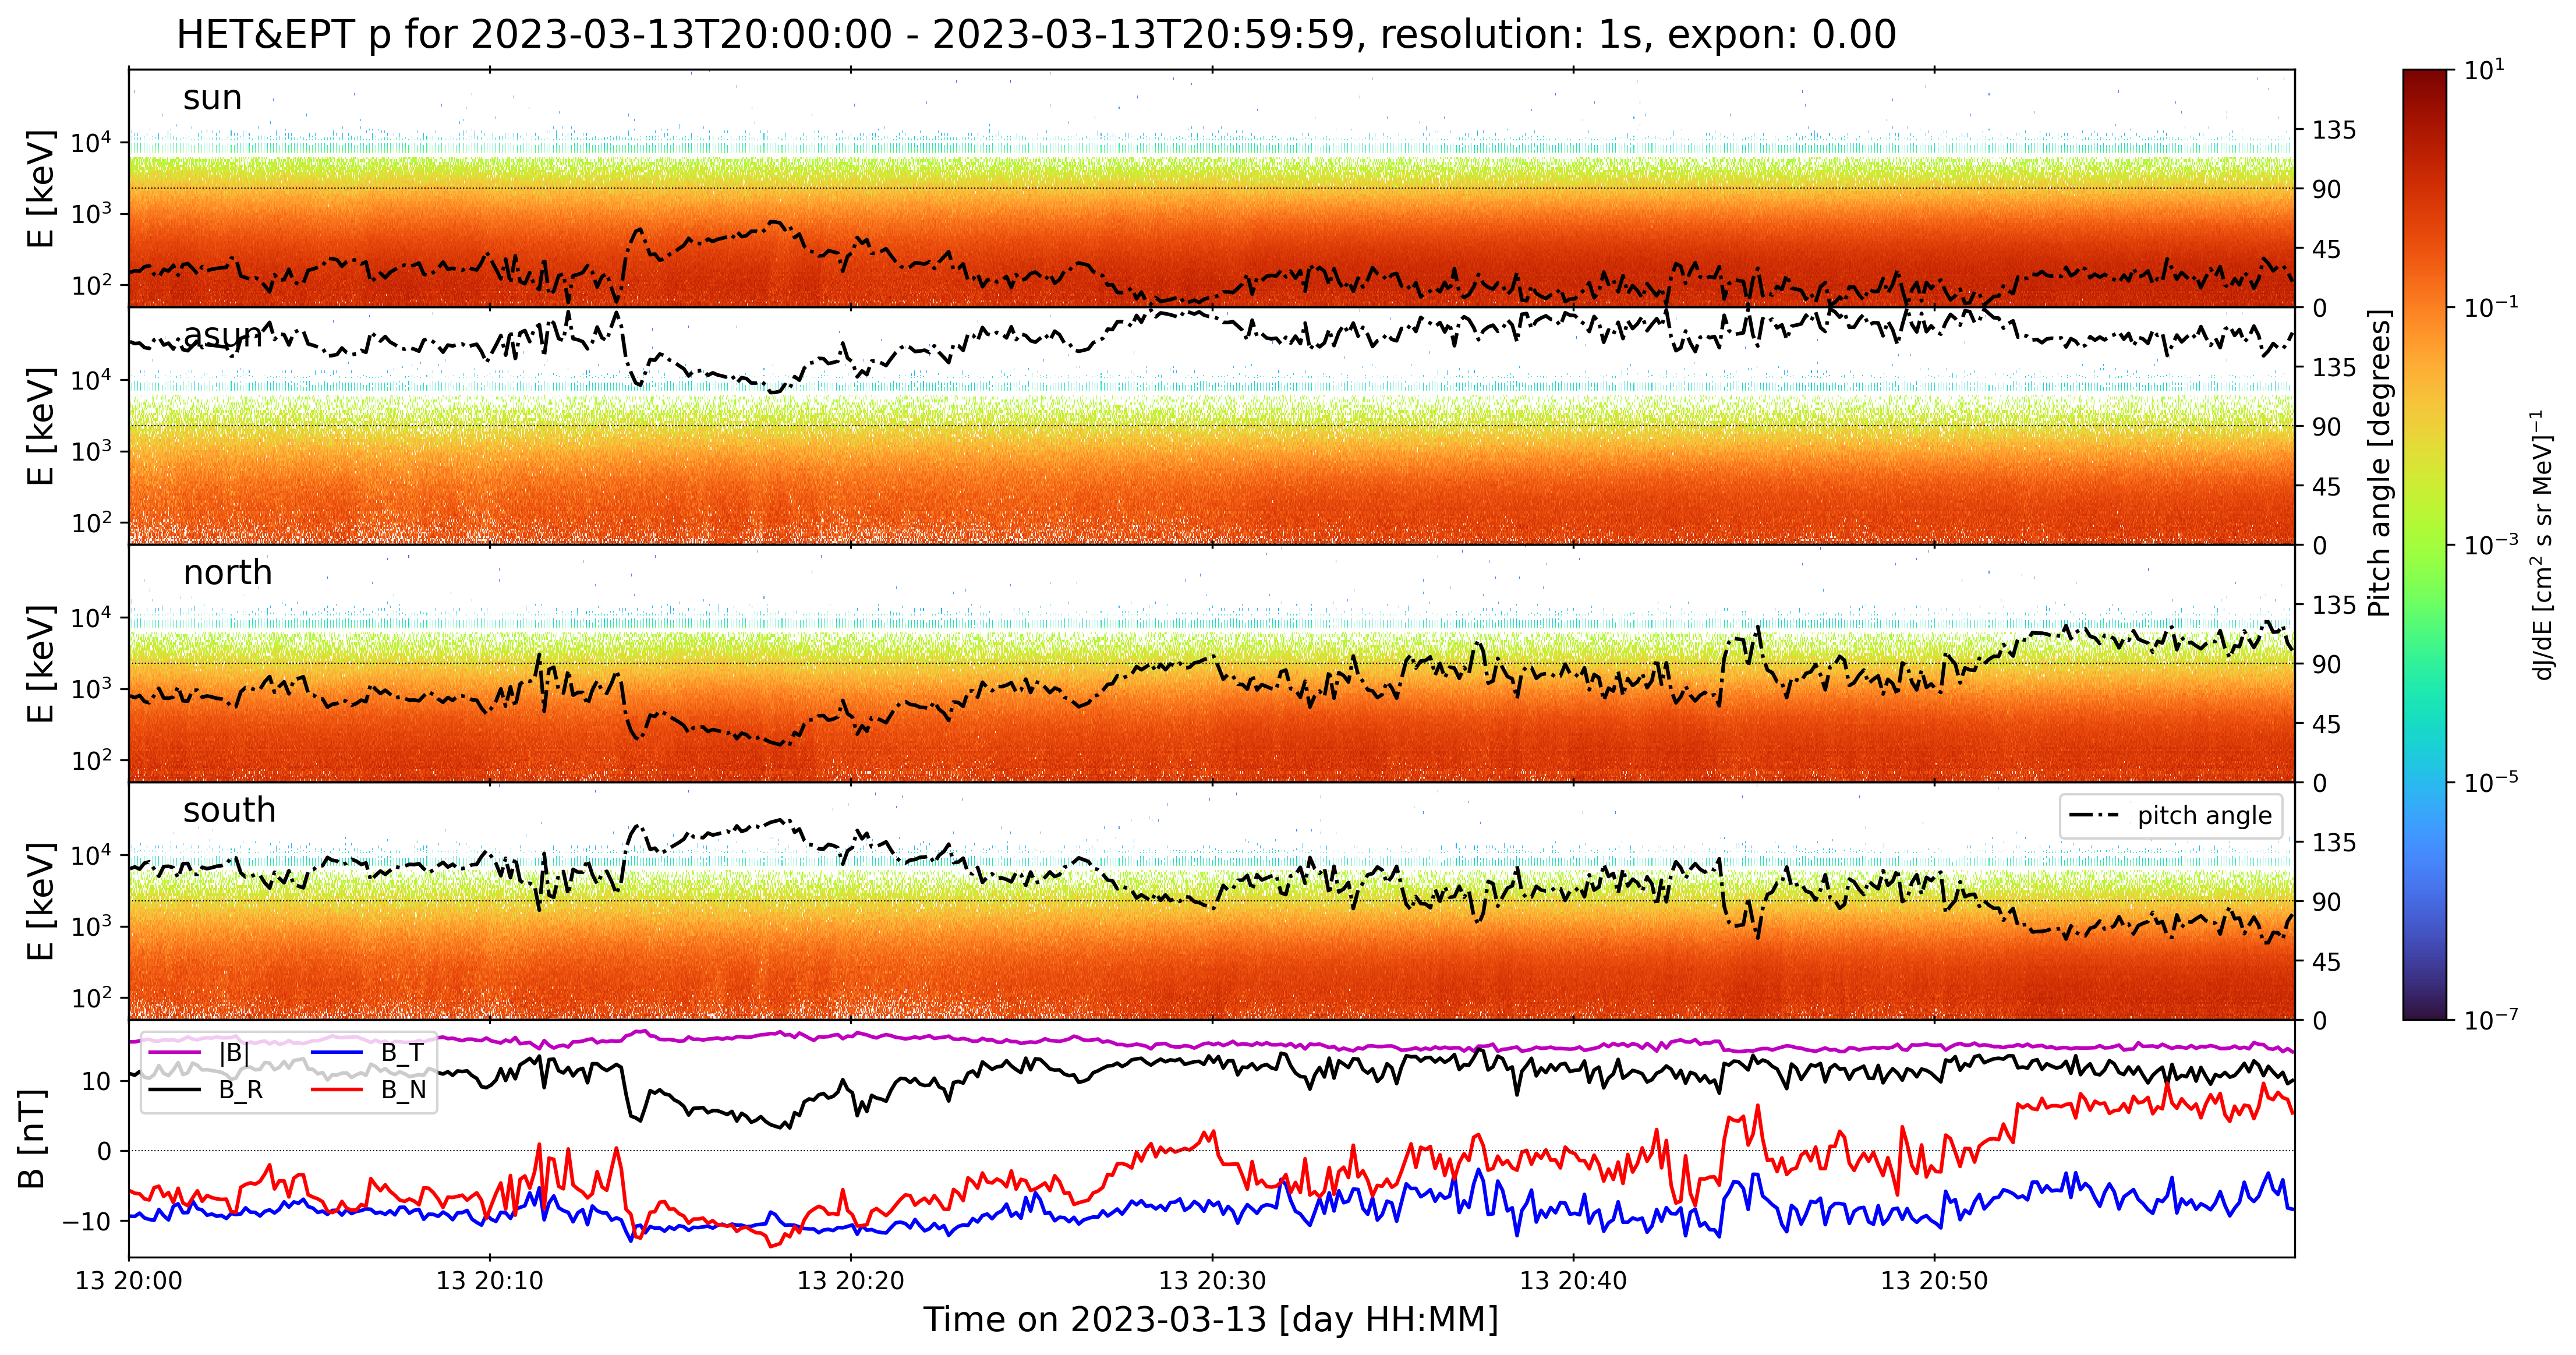 HET&EPT p for 2023-03-13T20:00:00 - 2023-03-13T20:59:59, resolution: 1s, expon: 0.00
sun
E [keV]
10⁴
10³
10²
135
90
45
0
asun
E [keV]
10⁴
10³
10²
135
90
45
0
Pitch angle [degrees]
north
E [keV]
10⁴
10³
10²
135
90
45
0
south
E [keV]
10⁴
10³
10²
135
90
45
0
pitch angle
10¹
10⁻¹
10⁻³
10⁻⁵
10⁻⁷
dJ/dE [cm² s sr MeV]⁻¹
|B|
B_R
B_T
B_N
B [nT]
10
0
−10
13 20:00
13 20:10
13 20:20
13 20:30
13 20:40
13 20:50
Time on 2023-03-13 [day HH:MM]